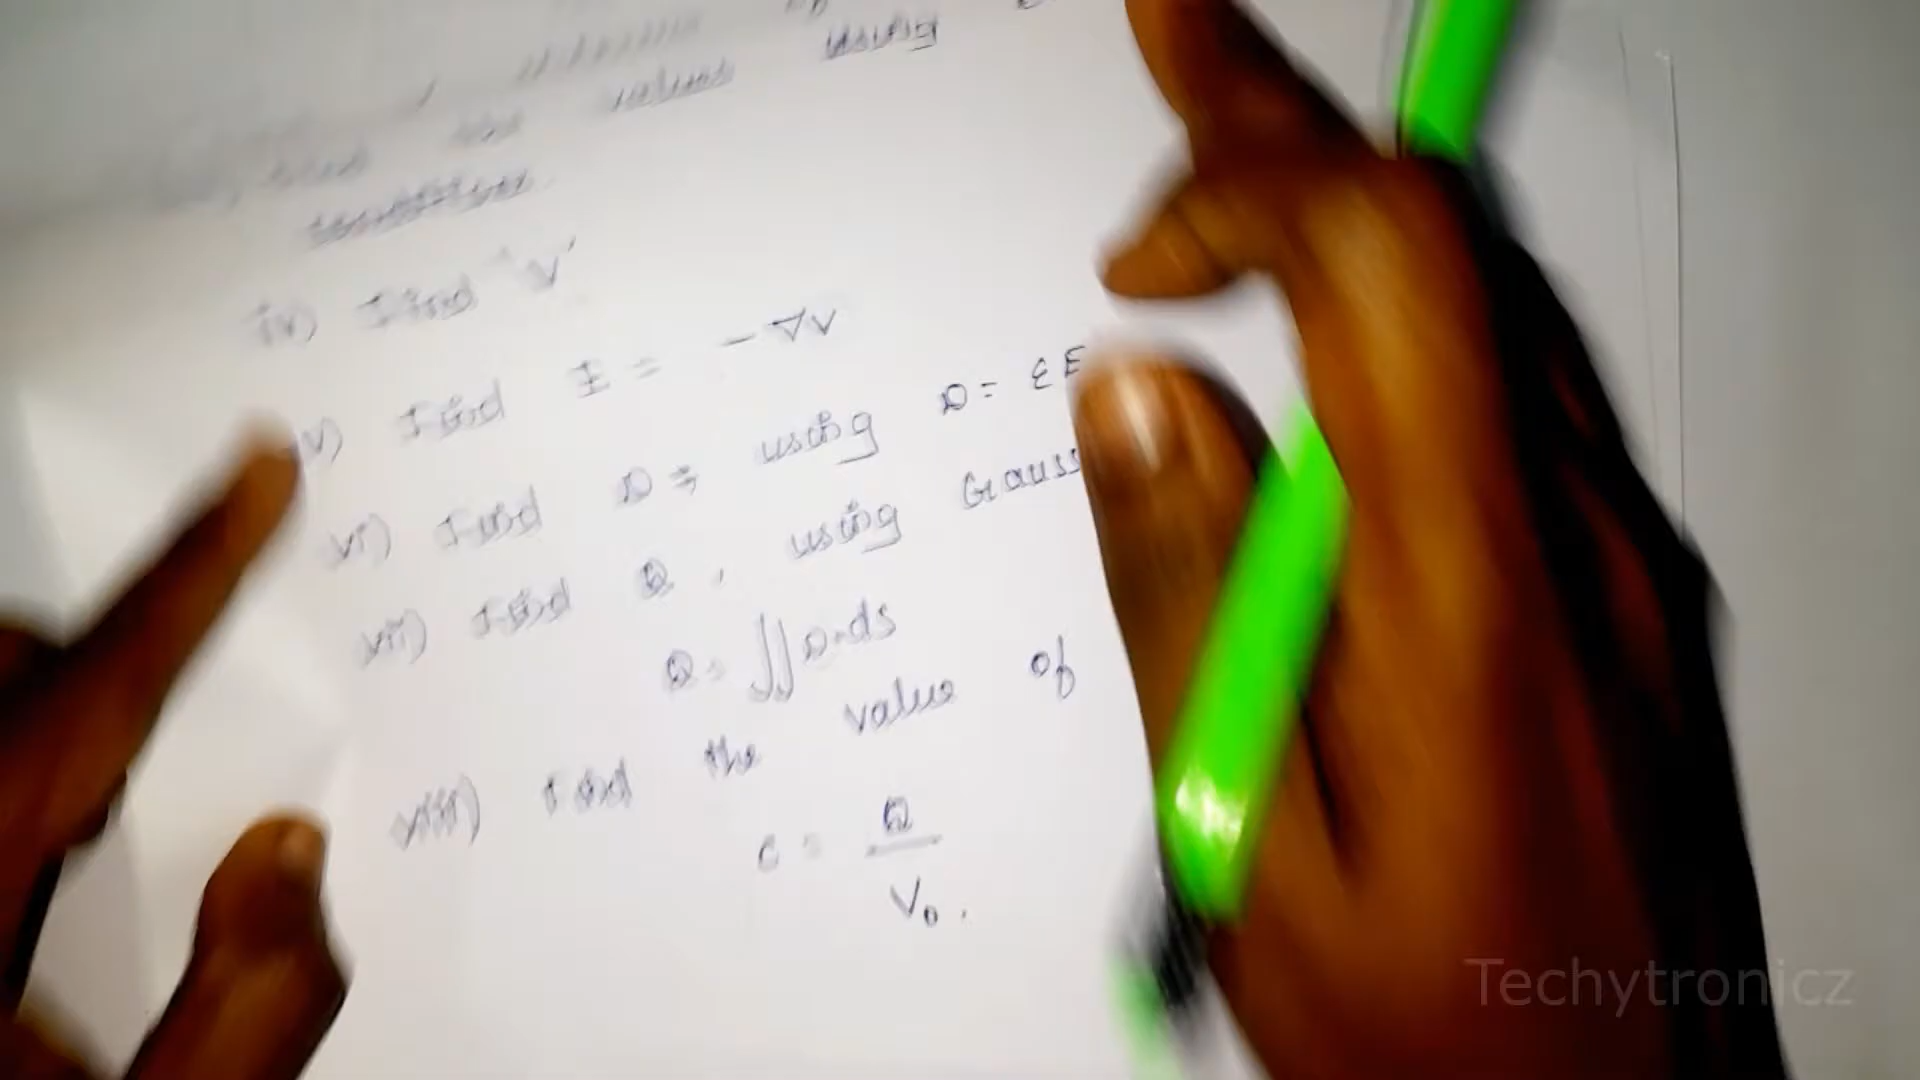 values using
iv) Find 'V'
v) Find E = - ∇V
vi) Find D ⇒ using D = εE
vii) Find Q , using Gauss
Q = ∬ D.ds
viii) Find the value of
C = Q / V₀ .
Techytronicz